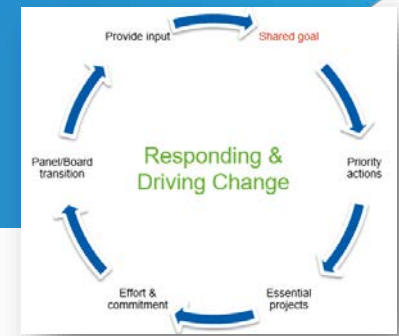 Provide input
Shared goal
Panel/Board
transition
Responding &
Driving Change
Priority
actions
Effort &
commitment
Essential
projects